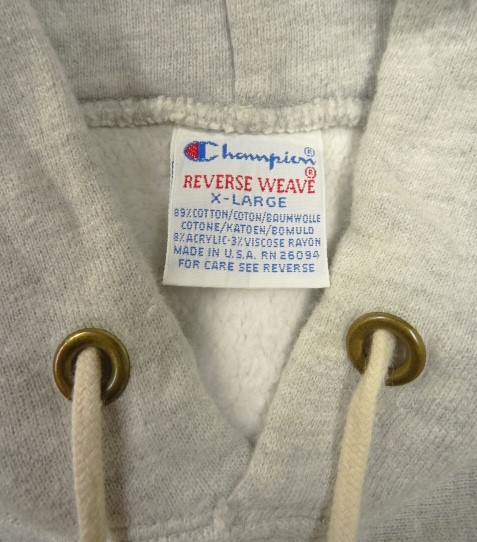 Champion®
REVERSE WEAVE®
X-LARGE
89% COTTON/COTON/BAUMWOLLE
COTONE/KATOEN/BOMULD
8% ACRYLIC-3% VISCOSE RAYON
MADE IN U.S.A. RN 26094
FOR CARE SEE REVERSE